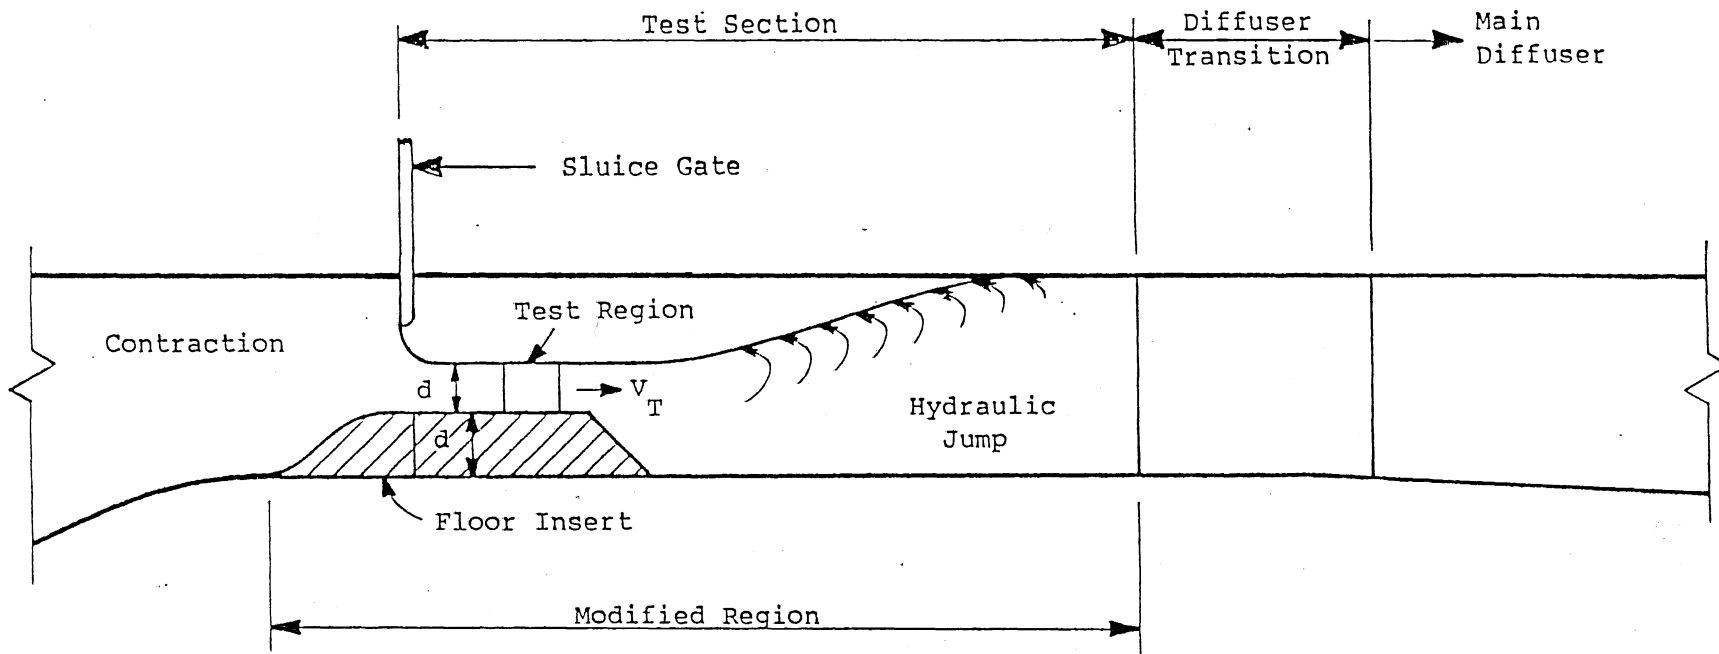 Test Section
Diffuser
Transition
Main
Diffuser
Sluice Gate
Test Region
Contraction
d
V
T
d
Hydraulic
Jump
Floor Insert
Modified Region